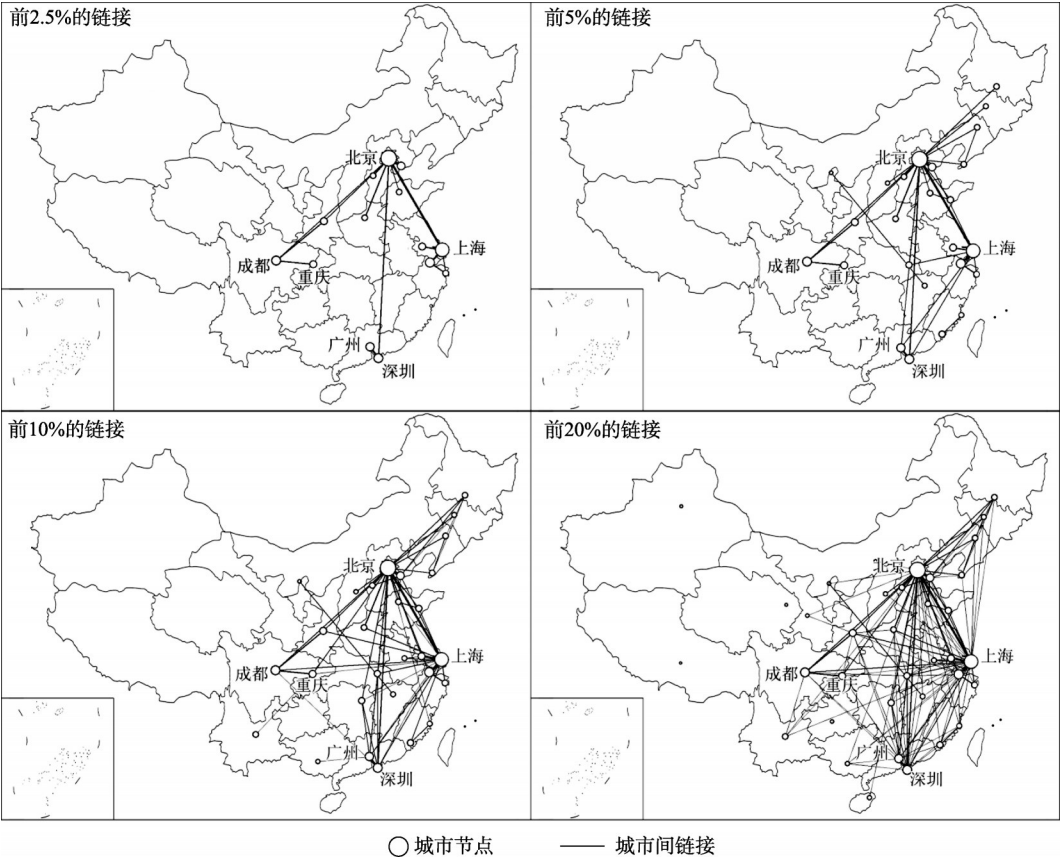 前2.5%的链接
北京
上海
成都
重庆
广州
深圳
前5%的链接
北京
上海
成都
重庆
广州
深圳
前10%的链接
北京
上海
成都
重庆
广州
深圳
前20%的链接
北京
上海
成都
重庆
广州
深圳
城市节点 城市间链接